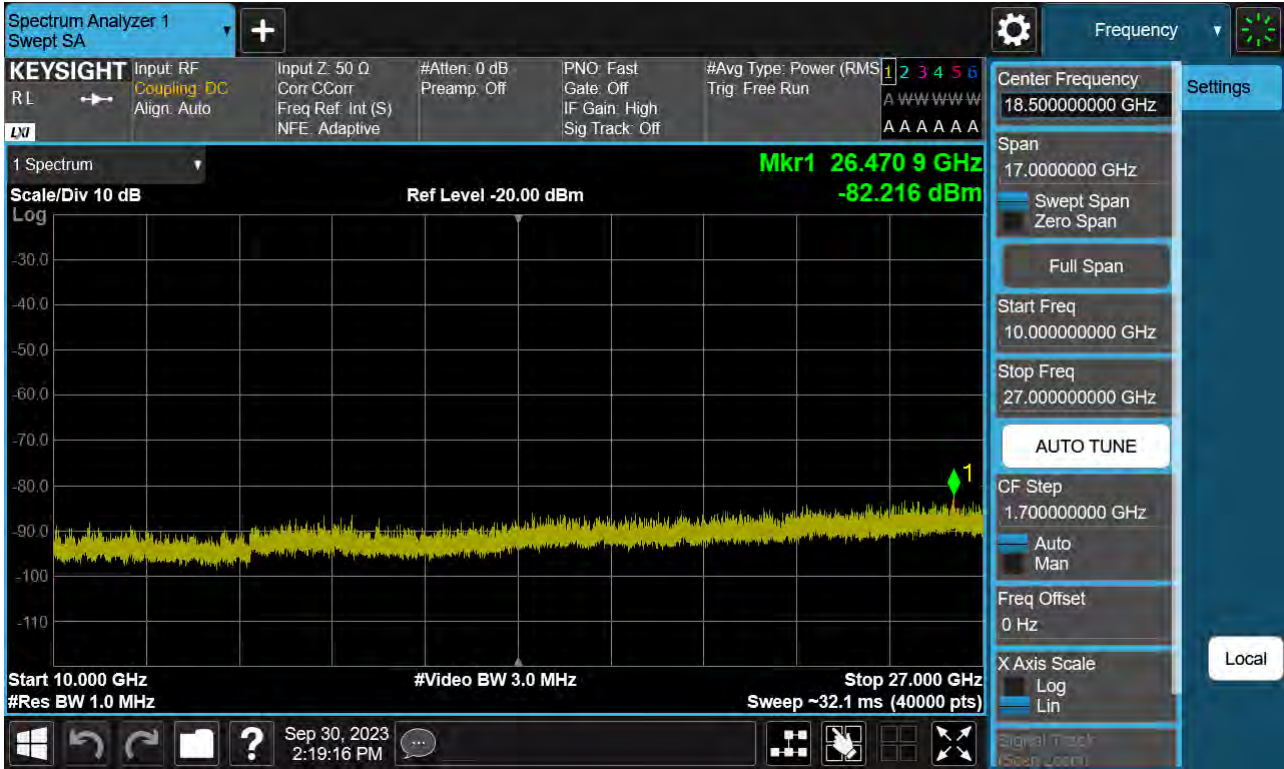 Spectrum Analyzer 1
Swept SA
Frequency
KEYSIGHT
RL
LXI
Input: RF
Coupling: DC
Align: Auto
Input Z: 50 Ω
Corr CCorr
Freq Ref: Int (S)
NFE: Adaptive
#Atten: 0 dB
Preamp: Off
PNO: Fast
Gate: Off
IF Gain: High
Sig Track: Off
#Avg Type: Power (RMS
Trig: Free Run
1 2 3 4 5 6
A W W W W W
A A A A A A
1 Spectrum
Scale/Div 10 dB
Log
Ref Level -20.00 dBm
Mkr1 26.470 9 GHz
-82.216 dBm
-30.0
-40.0
-50.0
-60.0
-70.0
-80.0
-90.0
-100
-110
1
Start 10.000 GHz
#Res BW 1.0 MHz
#Video BW 3.0 MHz
Stop 27.000 GHz
Sweep ~32.1 ms (40000 pts)
Center Frequency
18.500000000 GHz
Span
17.0000000 GHz
Swept Span
Zero Span
Full Span
Start Freq
10.000000000 GHz
Stop Freq
27.000000000 GHz
AUTO TUNE
CF Step
1.700000000 GHz
Auto
Man
Freq Offset
0 Hz
X Axis Scale
Log
Lin
Signal Track
(Span Zoom)
Settings
Local
?
Sep 30, 2023
2:19:16 PM